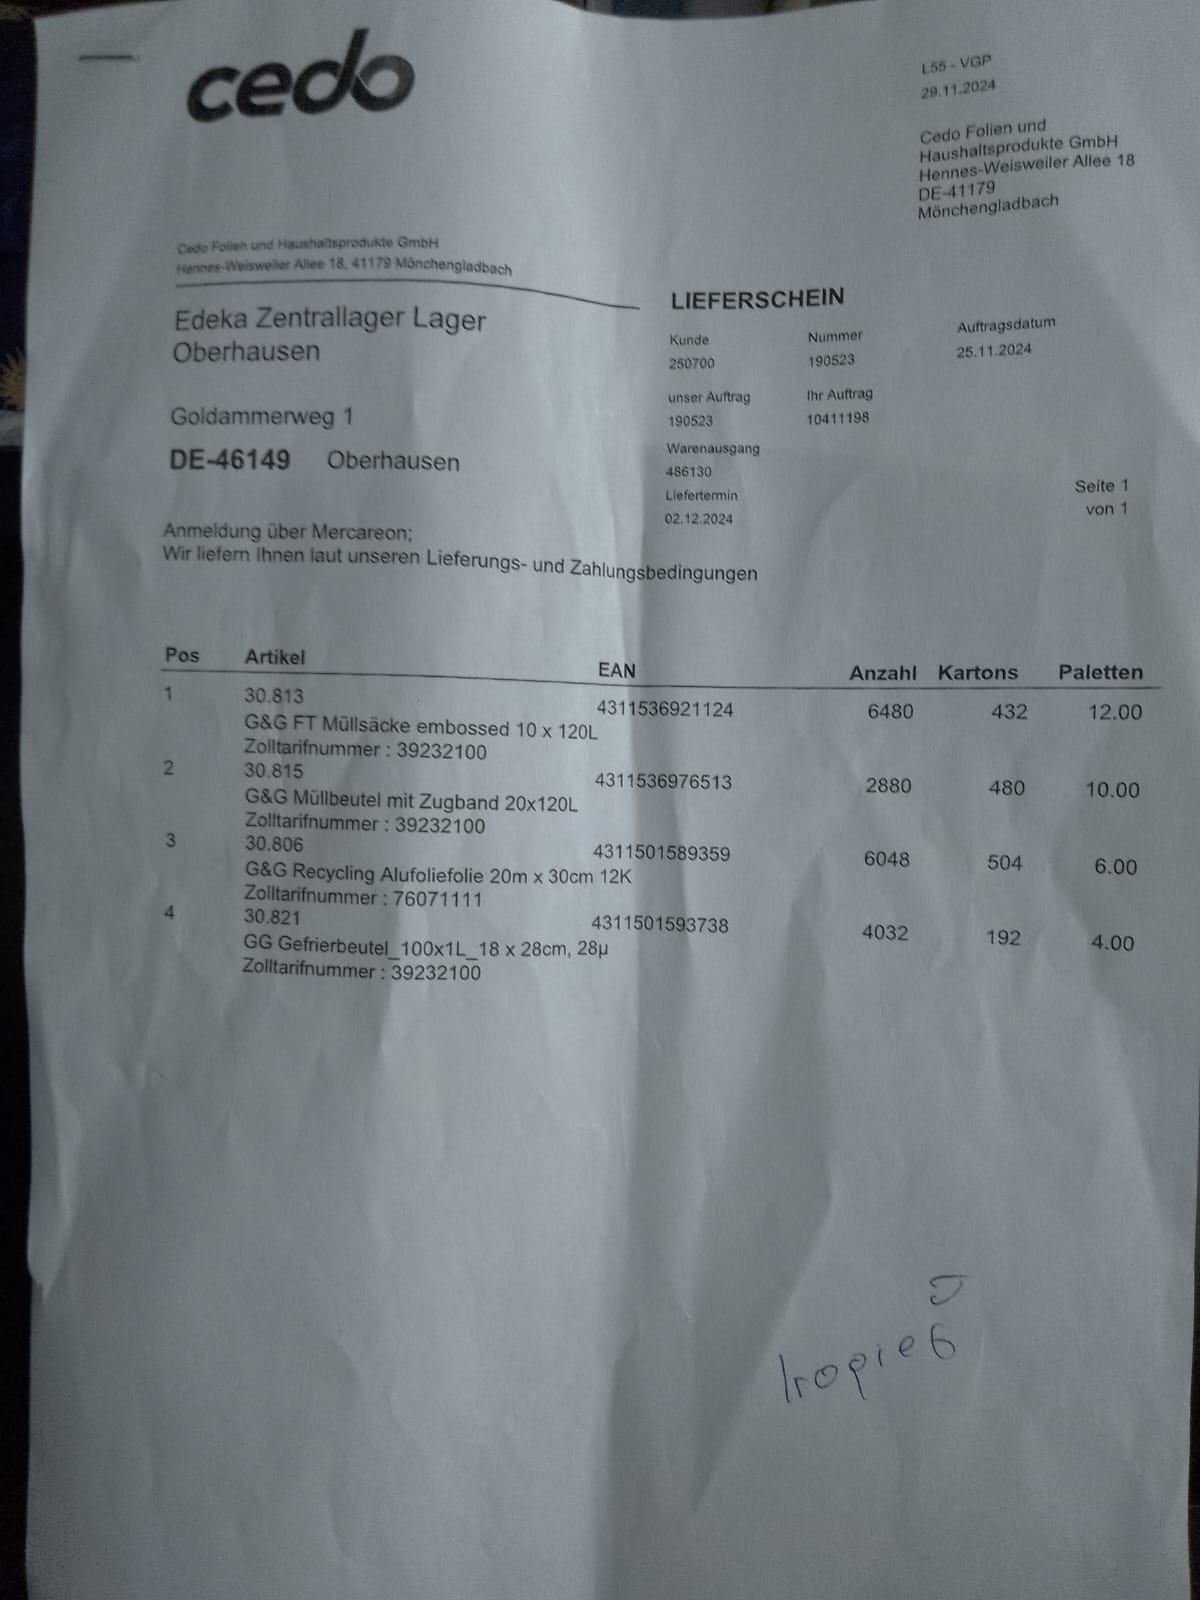 cedo
L55 - VGP
29.11.2024
Cedo Folien und
Haushaltsprodukte GmbH
Hennes-Weisweiler Allee 18
DE-41179
Mönchengladbach
Cedo Folien und Haushaltsprodukte GmbH
Hennes-Weisweiler Allee 18, 41179 Mönchengladbach
Edeka Zentrallager Lager
Oberhausen
Goldammerweg 1
DE-46149 Oberhausen
LIEFERSCHEIN
Kunde Nummer Auftragsdatum
250700 190523 25.11.2024
unser Auftrag Ihr Auftrag
190523 10411198
Warenausgang
486130
Liefertermin
02.12.2024
Seite 1
von 1
Anmeldung über Mercareon;
Wir liefern Ihnen laut unseren Lieferungs- und Zahlungsbedingungen
Pos Artikel EAN Anzahl Kartons Paletten
1 30.813 4311536921124 6480 432 12.00
G&G FT Müllsäcke embossed 10 x 120L
Zolltarifnummer : 39232100
2 30.815 4311536976513 2880 480 10.00
G&G Müllbeutel mit Zugband 20x120L
Zolltarifnummer : 39232100
3 30.806 4311501589359 6048 504 6.00
G&G Recycling Alufoliefolie 20m x 30cm 12K
Zolltarifnummer : 76071111
4 30.821 4311501593738 4032 192 4.00
GG Gefrierbeutel_100x1L_18 x 28cm, 28µ
Zolltarifnummer : 39232100